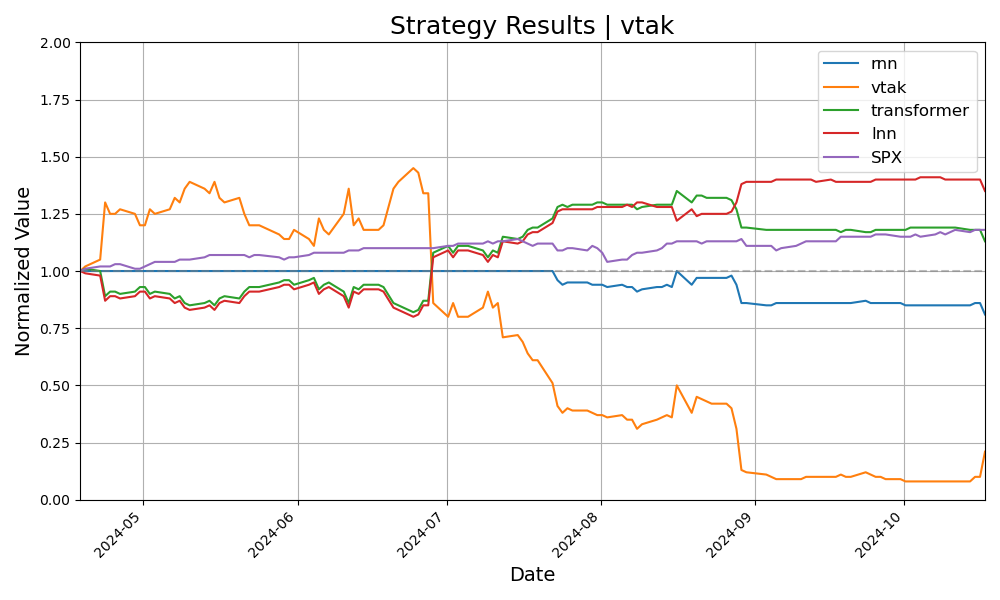 Strategy Results | vtak
Normalized Value
2.00
1.75
1.50
1.25
1.00
0.75
0.50
0.25
0.00
rnn
vtak
transformer
lnn
SPX
2024-05
2024-06
2024-07
2024-08
2024-09
2024-10
Date